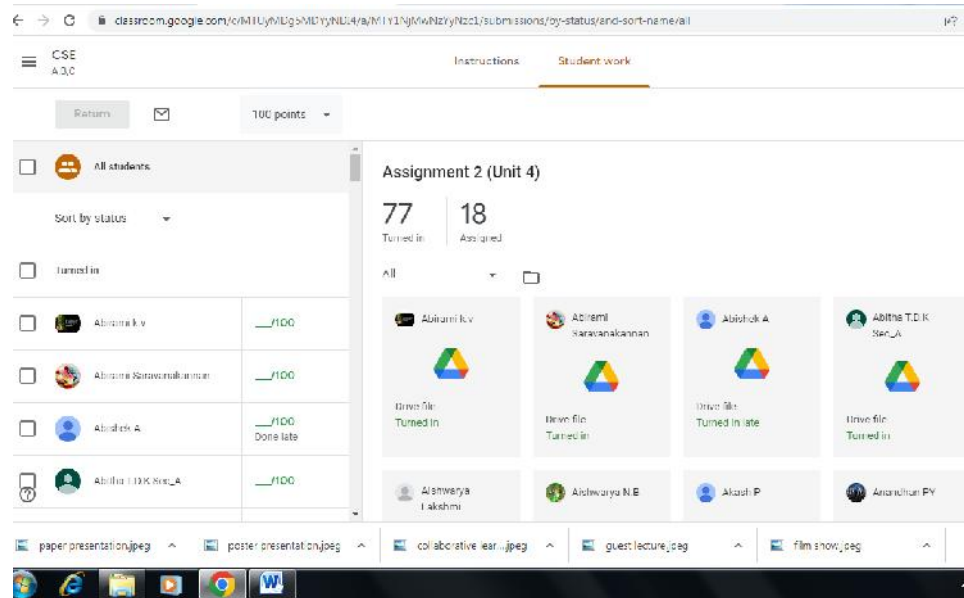 CSE
A,B,C
Instructions
Student work
Return
100 points
All students
Sort by status
Turned in
Abirami k.v
__/100
Abirami Saravanakannan
__/100
Abishek A
__/100
Done late
Abitha T.D.K Sec_A
__/100
Assignment 2 (Unit 4)
77
18
Turned in
Assigned
All
Abirami k.v
Drive file
Turned in
Abirami
Saravanakannan
Drive file
Turned in
Abishek A
Drive file
Turned in late
Abitha T.D.K
Sec_A
Drive file
Turned in
Aishwarya
Lakshmi
Aishwarya N.B
Akash P
Anandhan PY
paper presentation.jpeg
poster presentation.jpeg
collaborative lear....jpeg
guest lecture.jpeg
film show.jpeg